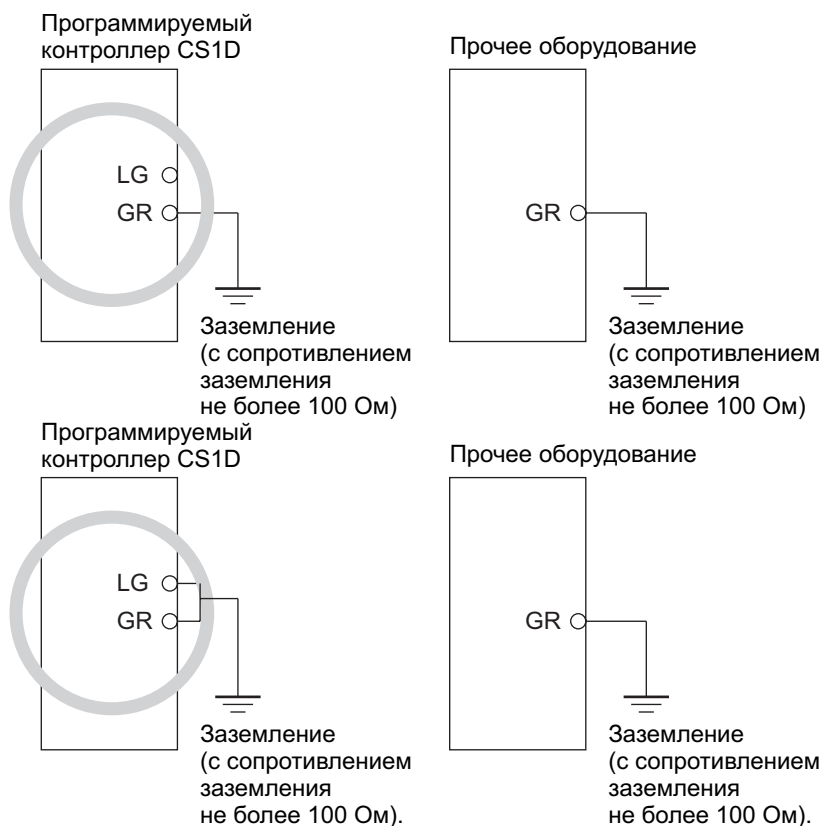 Программируемый
контроллер CS1D
Прочее оборудование
LG
GR
GR
Заземление
(с сопротивлением
заземления
не более 100 Ом)
Заземление
(с сопротивлением
заземления
не более 100 Ом)
Программируемый
контроллер CS1D
Прочее оборудование
LG
GR
GR
Заземление
(с сопротивлением
заземления
не более 100 Ом).
Заземление
(с сопротивлением
заземления
не более 100 Ом).